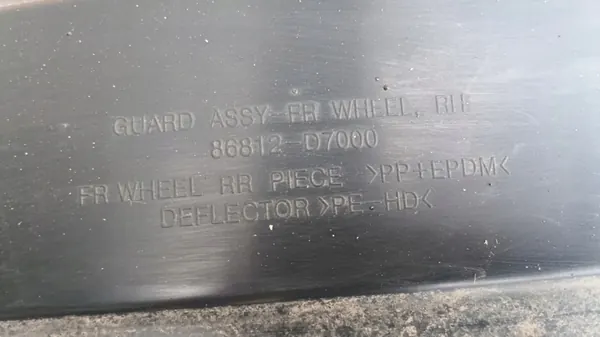 GUARD ASSY-FR WHEEL, RH
86812-D7000
FR WHEEL RR PIECE >PP+EPDM<
DEFLECTOR >PE-HD<